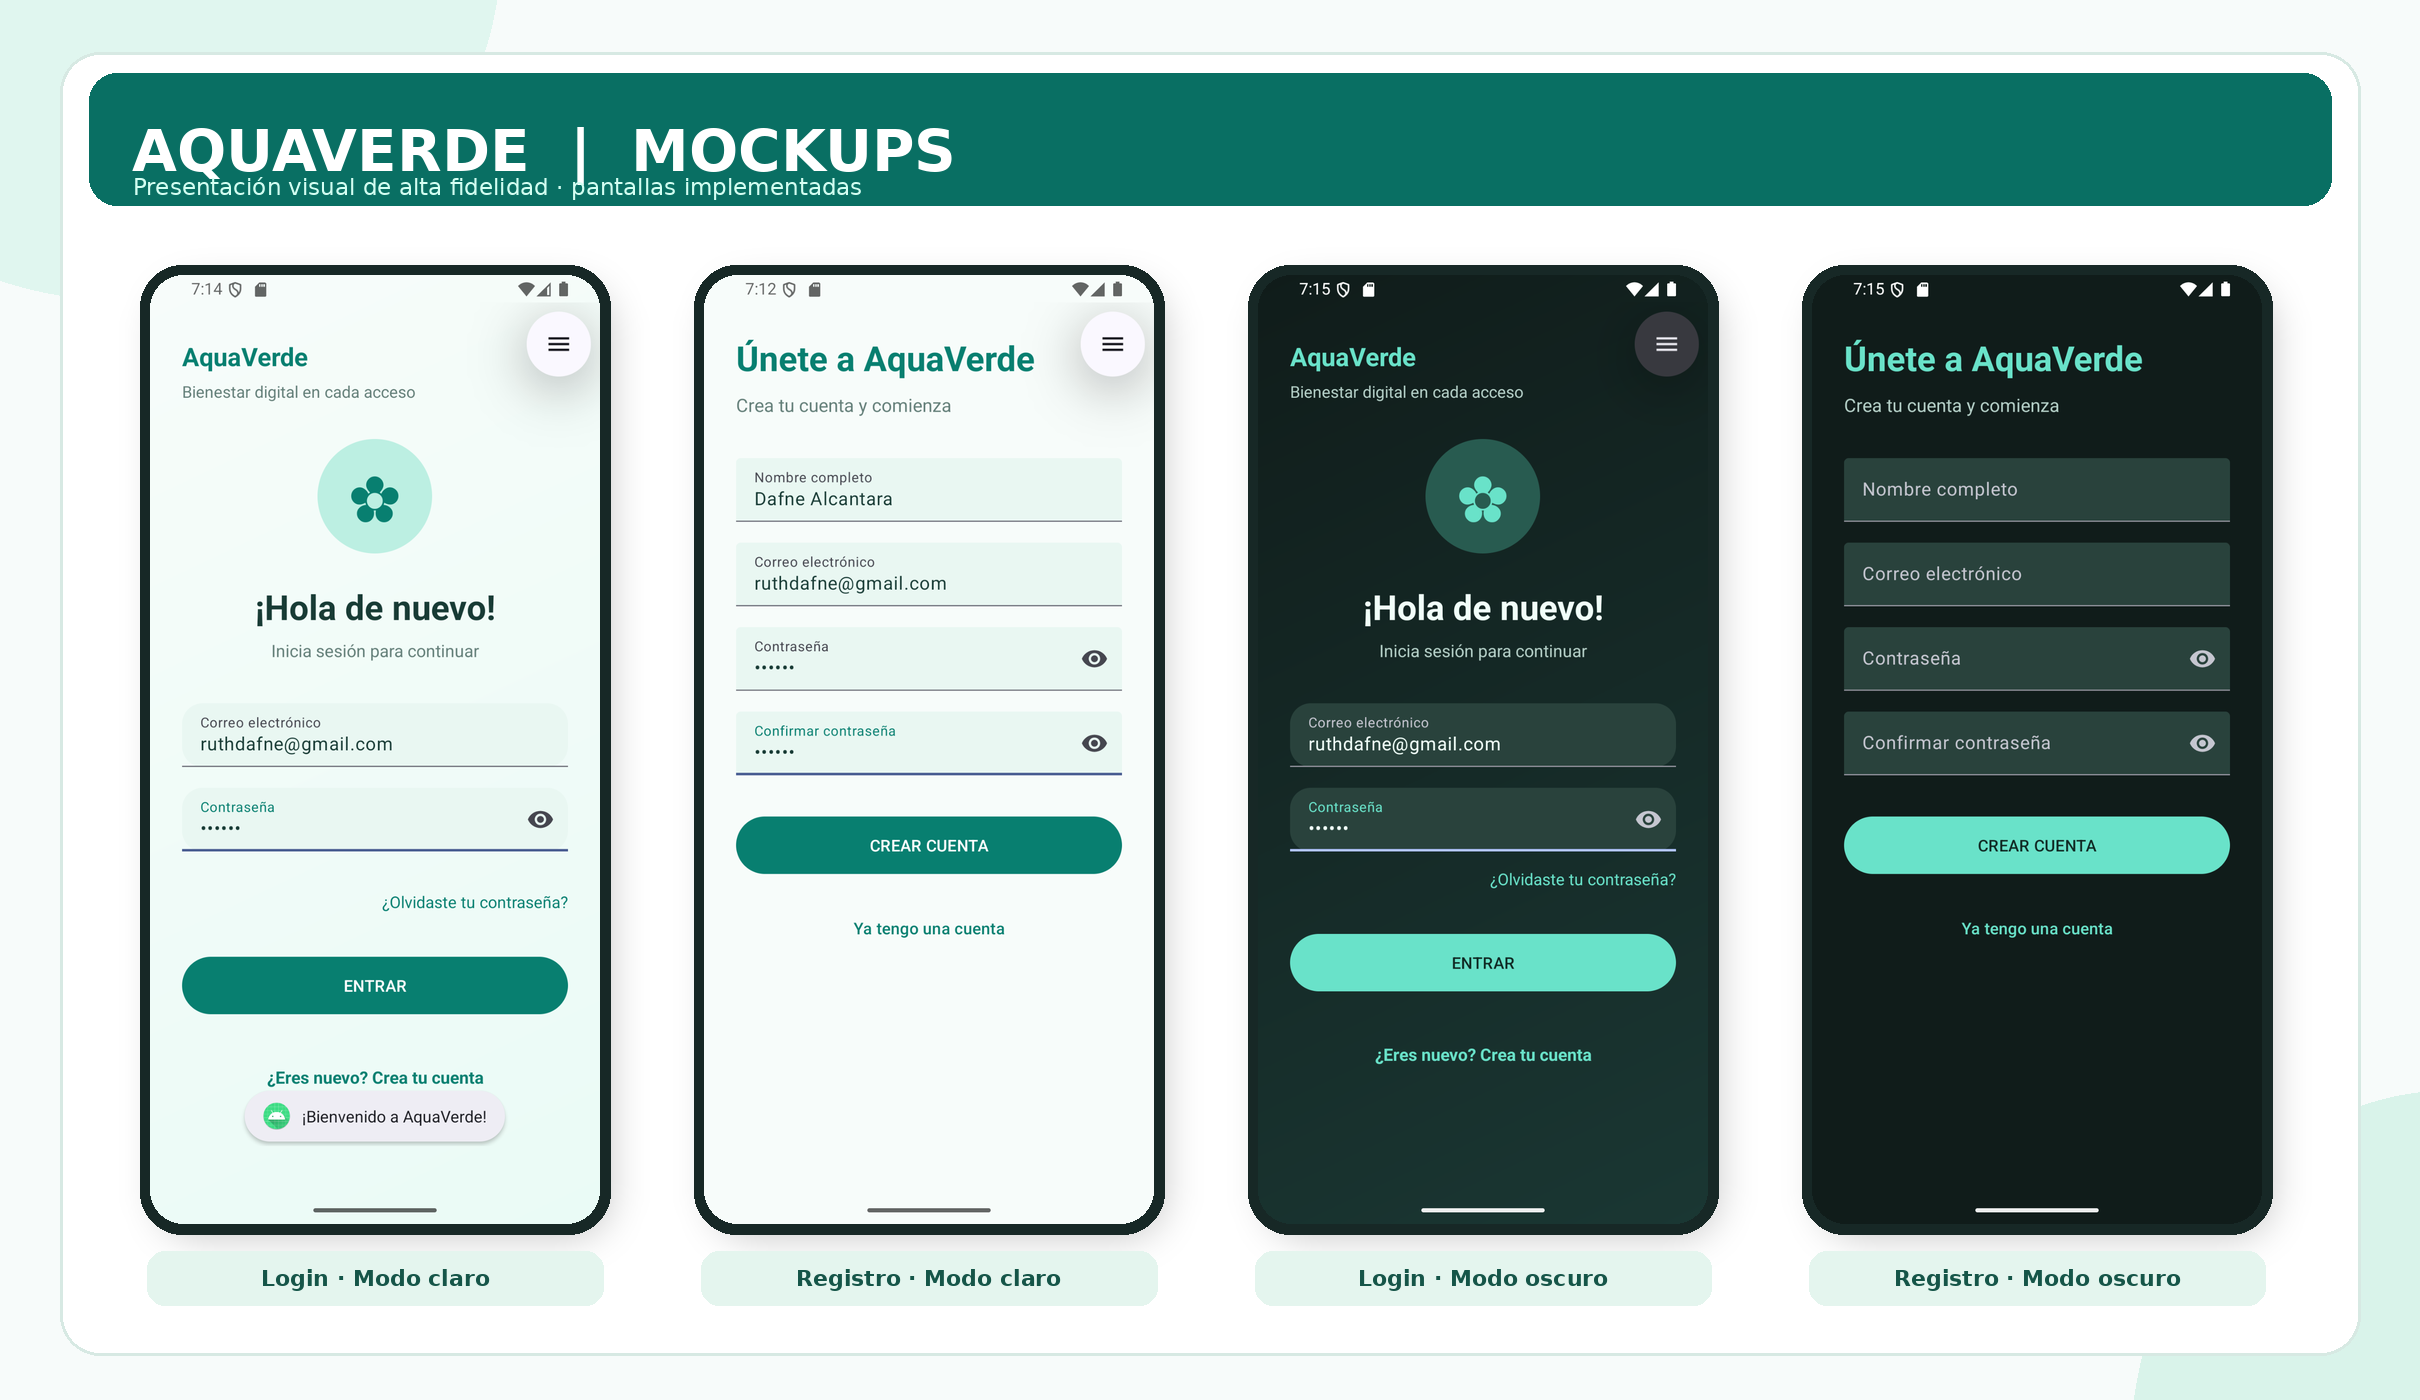 AQUAVERDE | MOCKUPS
Presentación visual de alta fidelidad · pantallas implementadas
7:14
AquaVerde
Bienestar digital en cada acceso
¡Hola de nuevo!
Inicia sesión para continuar
Correo electrónico
ruthdafne@gmail.com
Contraseña
••••••
¿Olvidaste tu contraseña?
ENTRAR
¿Eres nuevo? Crea tu cuenta
¡Bienvenido a AquaVerde!
Login · Modo claro
7:12
Únete a AquaVerde
Crea tu cuenta y comienza
Nombre completo
Dafne Alcantara
Correo electrónico
ruthdafne@gmail.com
Contraseña
••••••
Confirmar contraseña
••••••
CREAR CUENTA
Ya tengo una cuenta
Registro · Modo claro
7:15
AquaVerde
Bienestar digital en cada acceso
¡Hola de nuevo!
Inicia sesión para continuar
Correo electrónico
ruthdafne@gmail.com
Contraseña
••••••
¿Olvidaste tu contraseña?
ENTRAR
¿Eres nuevo? Crea tu cuenta
Login · Modo oscuro
7:15
Únete a AquaVerde
Crea tu cuenta y comienza
Nombre completo
Correo electrónico
Contraseña
Confirmar contraseña
CREAR CUENTA
Ya tengo una cuenta
Registro · Modo oscuro